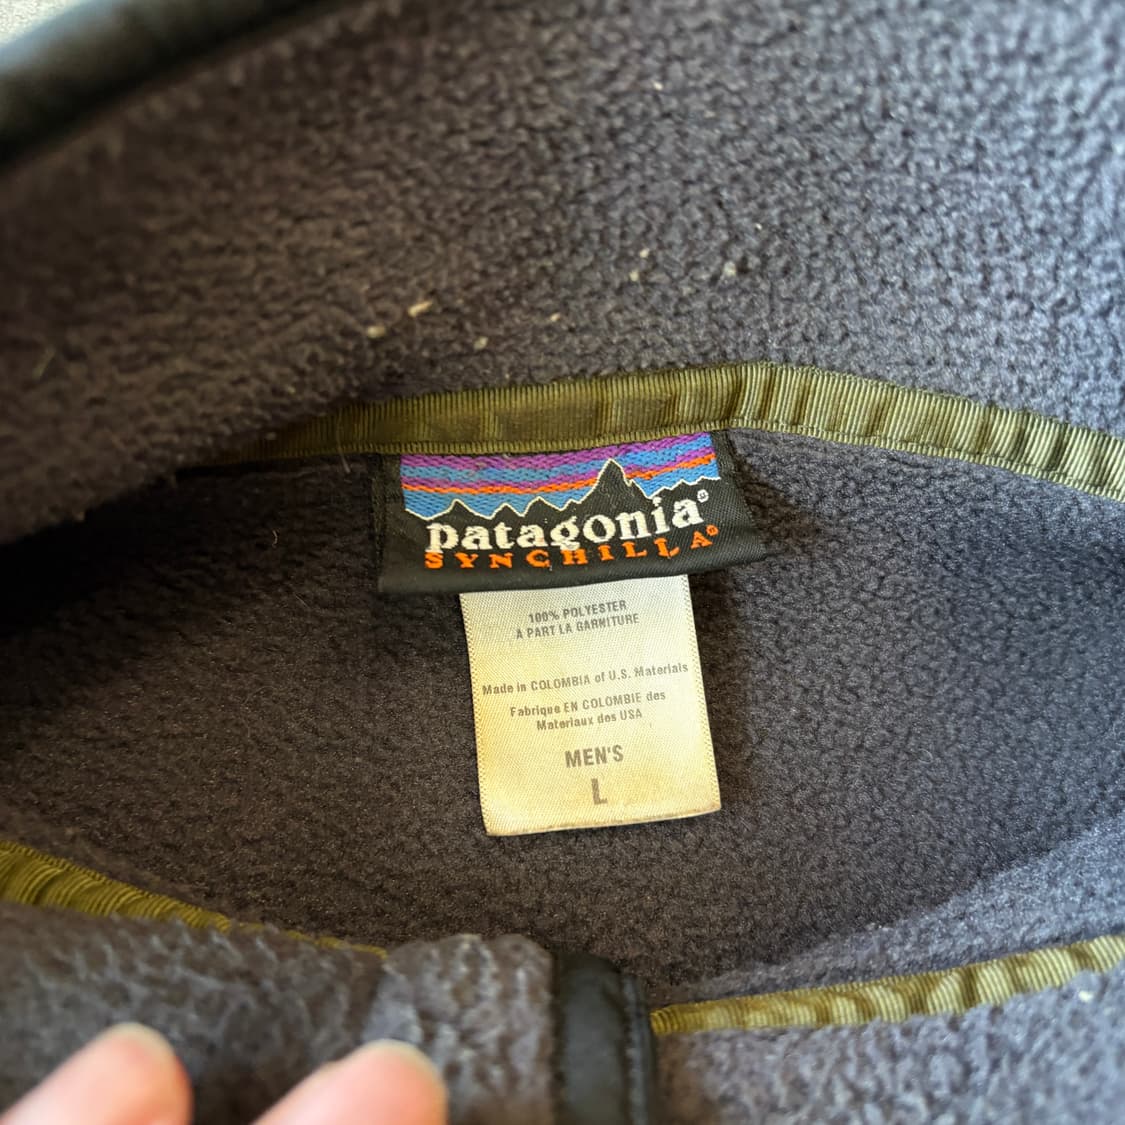 patagonia®
SYNCHILLA®
100% POLYESTER
A PART LA GARNITURE
Made in COLOMBIA of U.S. Materials
Fabrique EN COLOMBIE des
Materiaux des USA
MEN'S
L